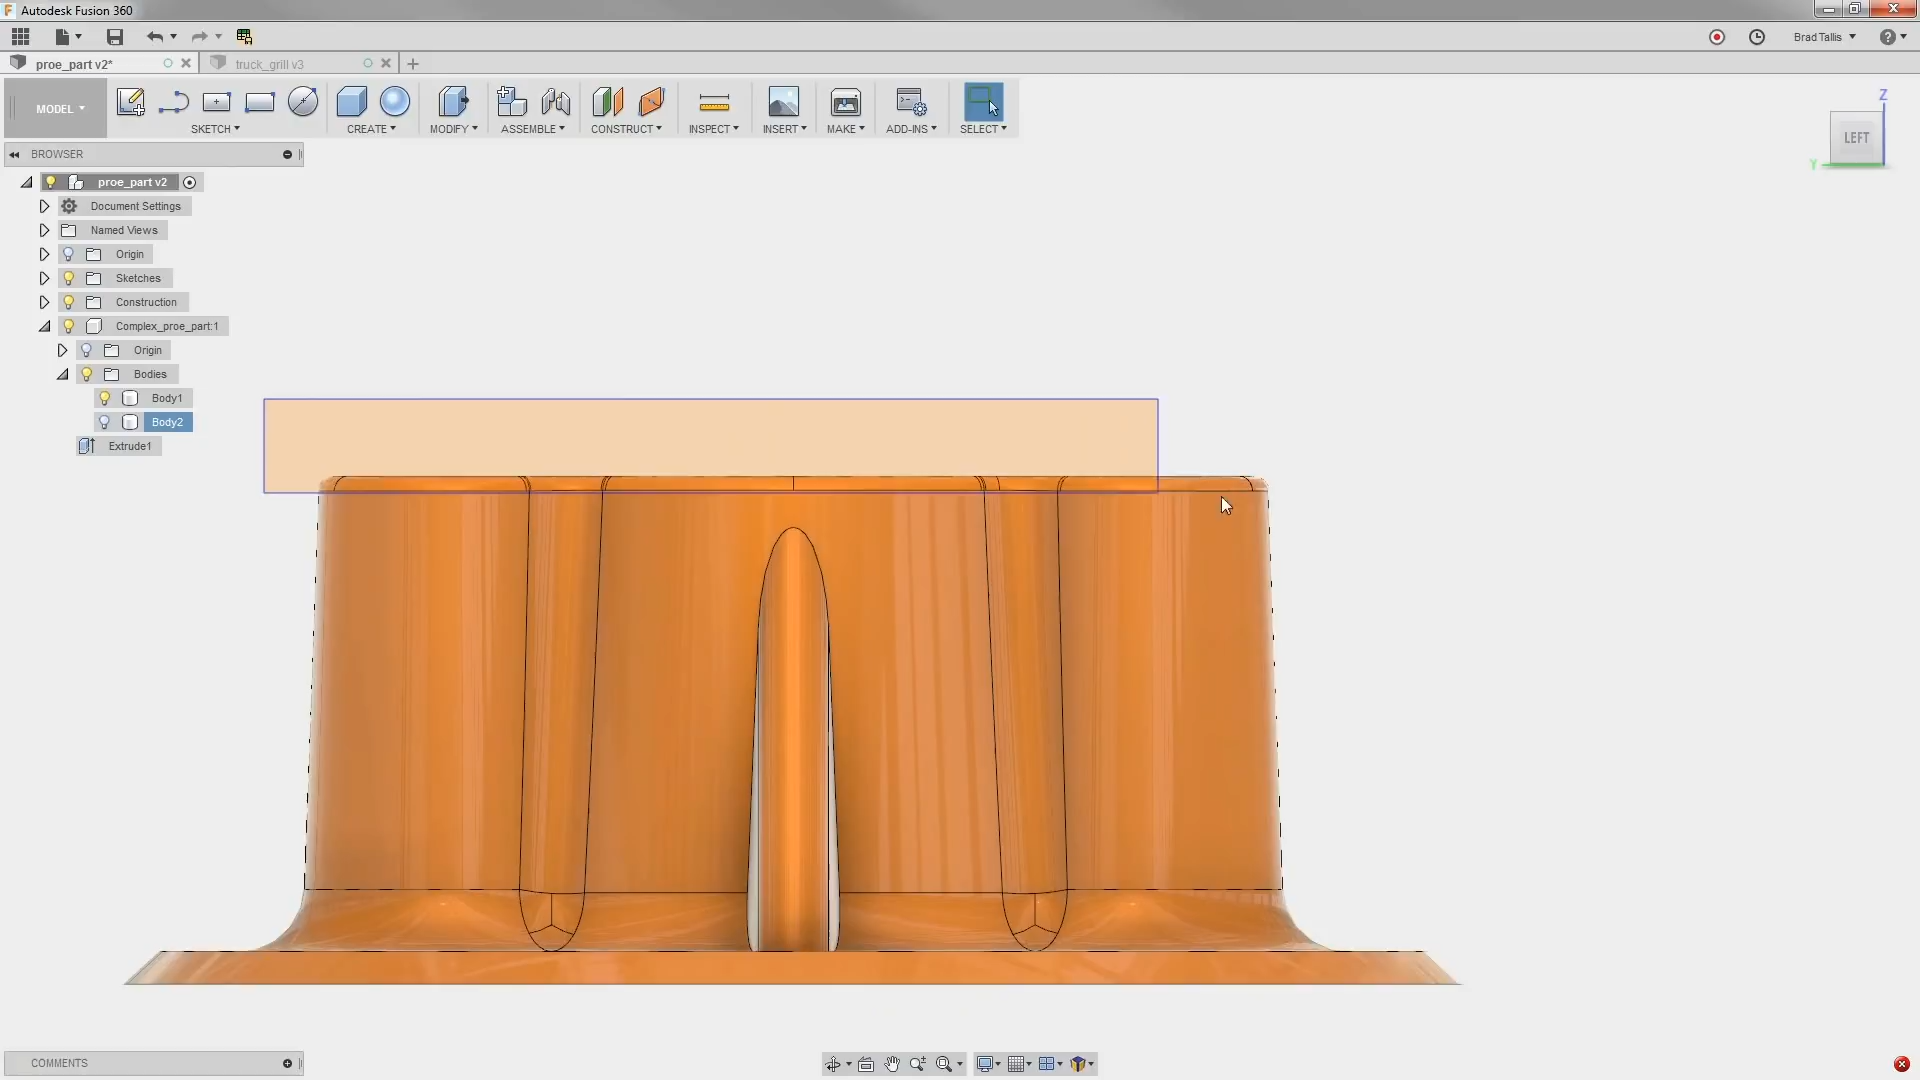 Autodesk Fusion 360
Brad Tallis
proe_part v2*
truck_grill v3
MODEL
SKETCH
CREATE
MODIFY
ASSEMBLE
CONSTRUCT
INSPECT
INSERT
MAKE
ADD-INS
SELECT
Z
LEFT
Y
BROWSER
proe_part v2
Document Settings
Named Views
Origin
Sketches
Construction
Complex_proe_part:1
Origin
Bodies
Body1
Body2
Extrude1
COMMENTS